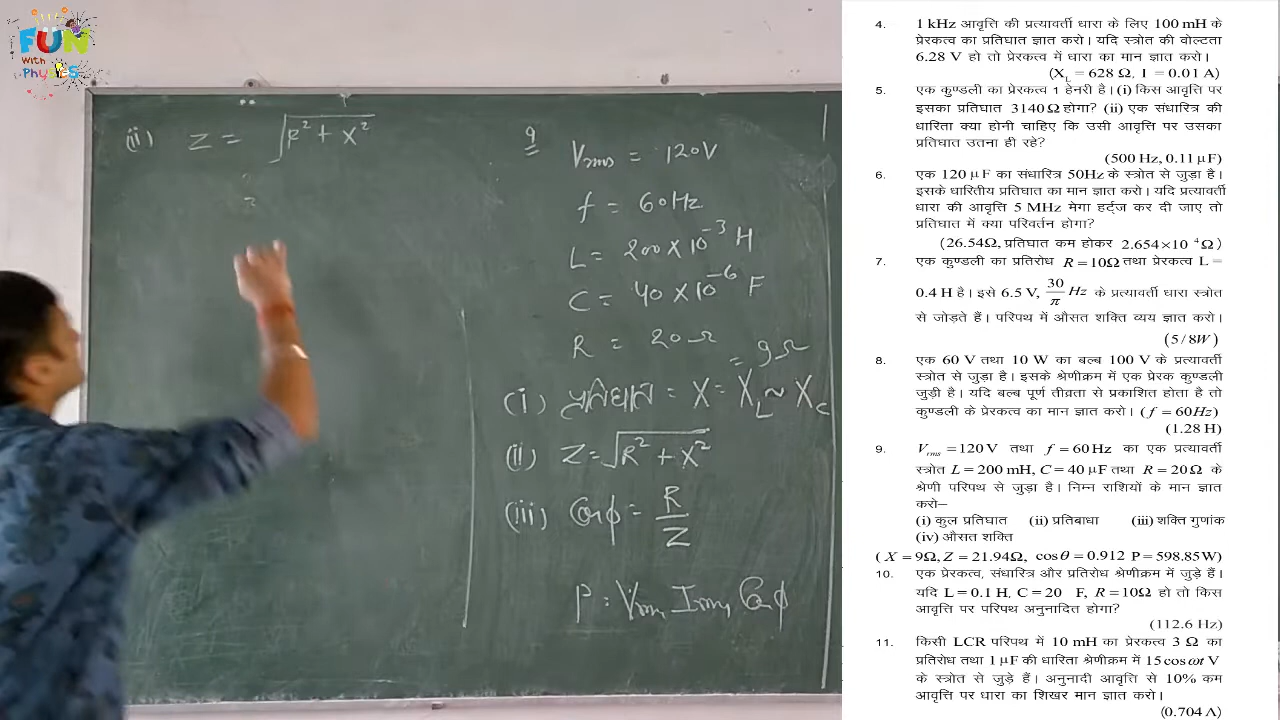 FUN
with
Physics
(ii) Z = √R² + X²
9
Vrms = 120V
f = 60Hz
L = 200 × 10⁻³ H
C = 40 × 10⁻⁶ F
R = 20Ω
= 9Ω
(i) प्रतिघात = X = X_L ~ X_C
(ii) Z = √R² + X²
(iii) Cosϕ = R/Z
P = Vrms Irms Cosϕ
4. 1 kHz आवृत्ति की प्रत्यावर्ती धारा के लिए 100 mH के
प्रेरकत्व का प्रतिघात ज्ञात करो। यदि स्त्रोत की वोल्टता
6.28 V हो तो प्रेरकत्व में धारा का मान ज्ञात करो।
(X_L = 628 Ω, I = 0.01 A)
5. एक कुण्डली का प्रेरकत्व 1 हेनरी है। (i) किस आवृत्ति पर
इसका प्रतिघात 3140Ω होगा? (ii) एक संधारित्र की
धारिता क्या होनी चाहिए कि उसी आवृत्ति पर उसका
प्रतिघात उतना ही रहे?
(500 Hz, 0.11 μF)
6. एक 120 μF का संधारित्र 50Hz के स्त्रोत से जुड़ा है।
इसके धारितीय प्रतिघात का मान ज्ञात करो। यदि प्रत्यावर्ती
धारा की आवृत्ति 5 MHz मेगा हर्ट्ज कर दी जाए तो
प्रतिघात में क्या परिवर्तन होगा?
(26.54Ω, प्रतिघात कम होकर 2.654×10 ⁴Ω)
7. एक कुण्डली का प्रतिरोध R = 10Ω तथा प्रेरकत्व L =
0.4 H है। इसे 6.5 V, 30/π Hz के प्रत्यावर्ती धारा स्त्रोत
से जोड़ते हैं। परिपथ में औसत शक्ति व्यय ज्ञात करो।
(5/8W)
8. एक 60 V तथा 10 W का बल्ब 100 V के प्रत्यावर्ती
स्त्रोत से जुड़ा है। इसके श्रेणीक्रम में एक प्रेरक कुण्डली
जुड़ी है। यदि बल्ब पूर्ण तीव्रता से प्रकाशित होता है तो
कुण्डली के प्रेरकत्व का मान ज्ञात करो। (f = 60Hz)
(1.28 H)
9. V_rms = 120 V तथा f = 60 Hz का एक प्रत्यावर्ती
स्त्रोत L = 200 mH, C = 40 μF तथा R = 20Ω के
श्रेणी परिपथ से जुड़ा है। निम्न राशियों के मान ज्ञात
करो–
(i) कुल प्रतिघात (ii) प्रतिबाधा (iii) शक्ति गुणांक
(iv) औसत शक्ति
(X = 9Ω, Z = 21.94Ω, cosθ = 0.912 P = 598.85W)
10. एक प्रेरकत्व, संधारित्र और प्रतिरोध श्रेणीक्रम में जुड़े हैं।
यदि L = 0.1 H, C = 20 F, R = 10Ω हो तो किस
आवृत्ति पर परिपथ अनुनादित होगा?
(112.6 Hz)
11. किसी LCR परिपथ में 10 mH का प्रेरकत्व 3 Ω का
प्रतिरोध तथा 1 μF की धारिता श्रेणीक्रम में 15 cos ωt V
के स्त्रोत से जुड़े हैं। अनुनादी आवृत्ति से 10% कम
आवृत्ति पर धारा का शिखर मान ज्ञात करो।
(0.704 A)